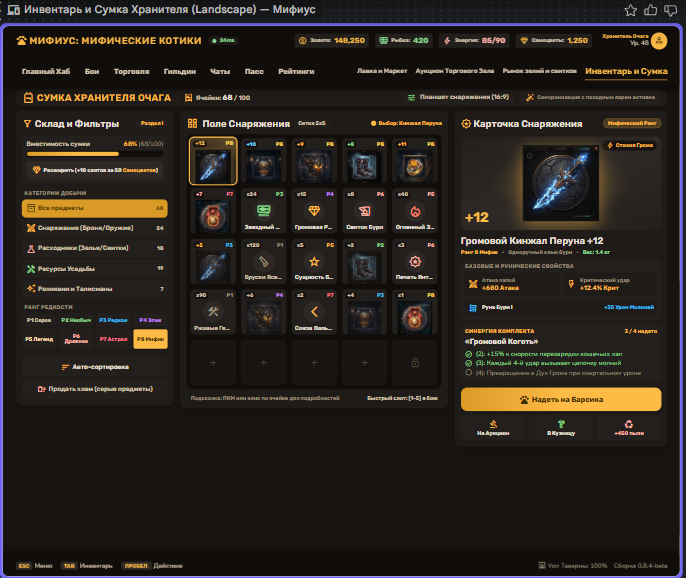 Инвентарь и Сумка Хранителя (Landscape) — Мифиус
МИФИУС: МИФИЧЕСКИЕ КОТИКИ
24ms
Золото: 148,250
Рыбка: 420
Энергия: 85/90
Самоцветы: 1,250
Хранитель Очага
Ур. 48
Главный Хаб
Бои
Торговля
Гильдии
Чаты
Пасс
Рейтинги
Лавка и Маркет
Аукцион Торгового Зала
Рынок зелий и свитков
Инвентарь и Сумка
СУМКА ХРАНИТЕЛЯ ОЧАГА
Ячейки: 68 / 100
Планшет снаряжения (16:9)
Синхронизация с походным ларем активна
Склад и Фильтры
Раздел I
Вместимость сумки 68% (68/100)
Расширить (+10 слотов за 50 Самоцветов)
КАТЕГОРИИ ДОБЫЧИ
Все предметы 68
Снаряжение (Броня/Оружие) 24
Расходники (Зелья/Свитки) 18
Ресурсы Усадьбы 19
Реликвии и Талисманы 7
РАНГ РЕДКОСТИ
P1 Серое
P2 Необыч
P3 Редкое
P4 Эпик
P5 Легенд
P6 Древнее
P7 Астрал
P8 Мифик
Авто-сортировка
Продать хлам (серые предметы)
Поле Снаряжения
Сетка 5x5
Выбор: Кинжал Перуна
+12 P8
+10 P8
+9 P8
+8 P8
+11 P8
+7 P7
x24 P3
Звездный ...
x15 P4
Громовая Р...
x8 P6
Свиток Бури
x40 P5
Огненный З...
+5 P3
x120 P1
Бруски Ясе...
x5 P5
Сущность Б...
+2 P2
x3 P6
Печать Янт...
x90 P1
Ржавые Гв...
+6 P4
x2 P7
Слеза Валь...
+4 P3
x1 P8
Подсказка: ПКМ или клик по ячейке для подробностей
Быстрый слот: [1-5] в бою
Карточка Снаряжения
Мифический Ранг
Стихия Грома
+12
Громовой Кинжал Перуна +12
Ранг 8 Мифик • Одноручный клык бури • Вес: 1.4 кг
БАЗОВЫЕ И РУНИЧЕСКИЕ СВОЙСТВА
Атака лапой
+680 Атака
Критический удар
+12.4% Крит
Руна Бури I
+35 Урон Молнией
СИНЕРГИЯ КОМПЛЕКТА
3 / 4 надето
«Громовой Коготь»
(2): +15% к скорости перезарядки кошачьих лап
(3): Каждый 4-й удар вызывает цепочку молний
(4): Превращение в Дух Грома при смертельном уроне
Надеть на Барсика
На Аукцион
В Кузницу
+450 пыли
ESC Меню
TAB Инвентарь
ПРОБЕЛ Действие
Уют Таверны: 100%
Сборка 0.8.4-beta